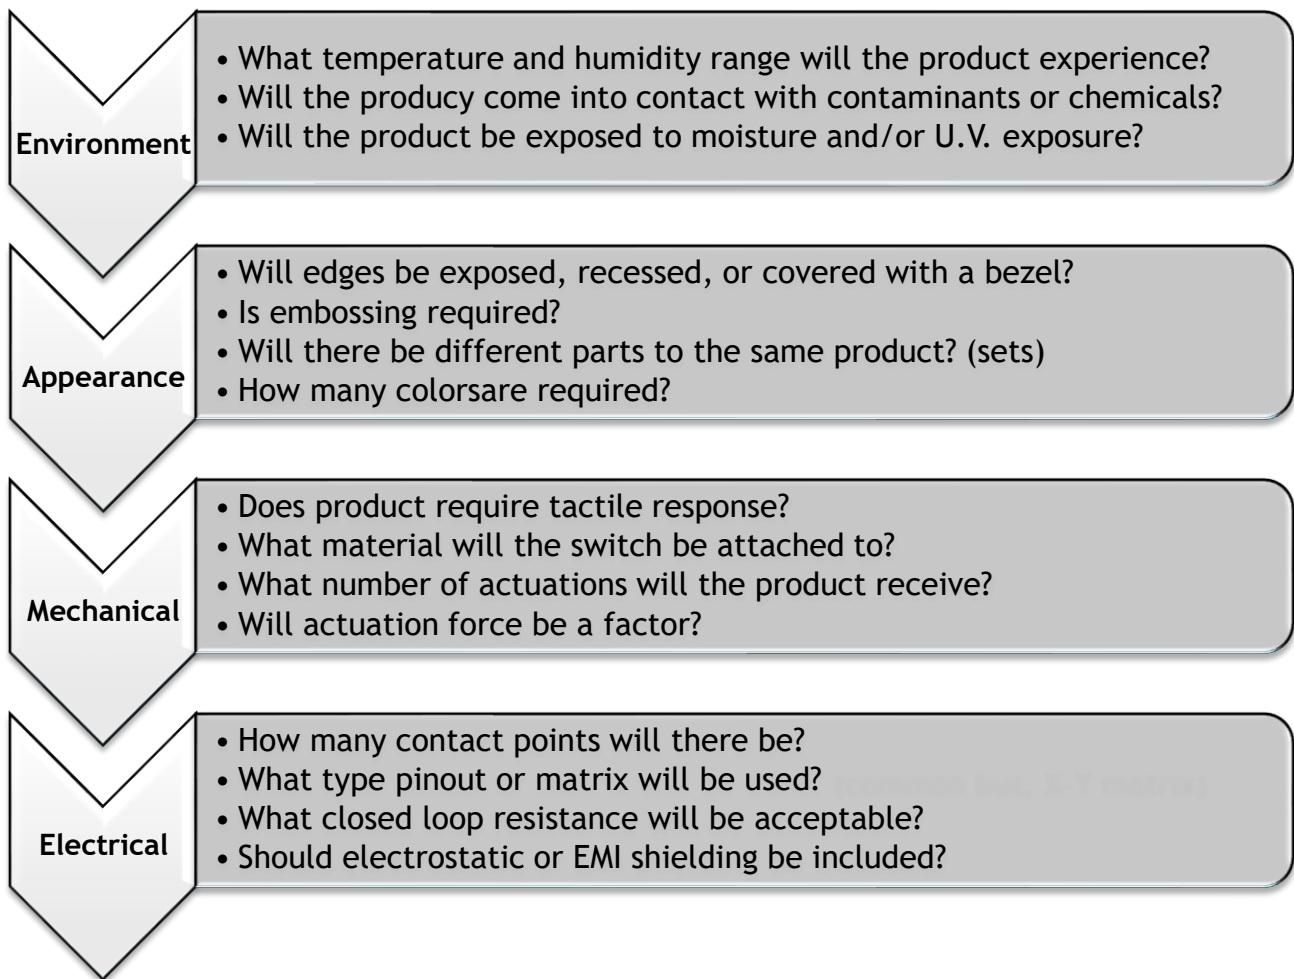 Environment
• What temperature and humidity range will the product experience?
• Will the producy come into contact with contaminants or chemicals?
• Will the product be exposed to moisture and/or U.V. exposure?
Appearance
• Will edges be exposed, recessed, or covered with a bezel?
• Is embossing required?
• Will there be different parts to the same product? (sets)
• How many colorsare required?
Mechanical
• Does product require tactile response?
• What material will the switch be attached to?
• What number of actuations will the product receive?
• Will actuation force be a factor?
Electrical
• How many contact points will there be?
• What type pinout or matrix will be used? (common bus, X-Y matrix)
• What closed loop resistance will be acceptable?
• Should electrostatic or EMI shielding be included?